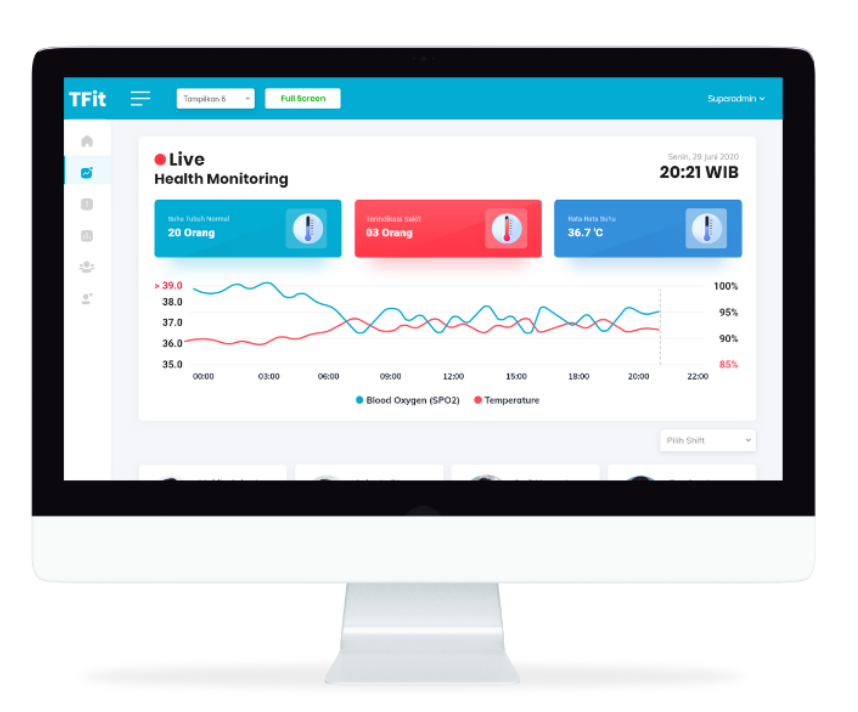 TFit
Tampilkan 6
Full Screen
Superadmin
Live
Health Monitoring
Senin, 29 Juni 2020
20:21 WIB
Suhu Tubuh Normal
20 Orang
Terindikasi Sakit
03 Orang
Rata-Rata Suhu
36.7 °C
> 39.0
38.0
37.0
36.0
35.0
100%
95%
90%
85%
00:00
03:00
06:00
09:00
12:00
15:00
18:00
20:00
22:00
Blood Oxygen (SPO2)
Temperature
Pilih Shift